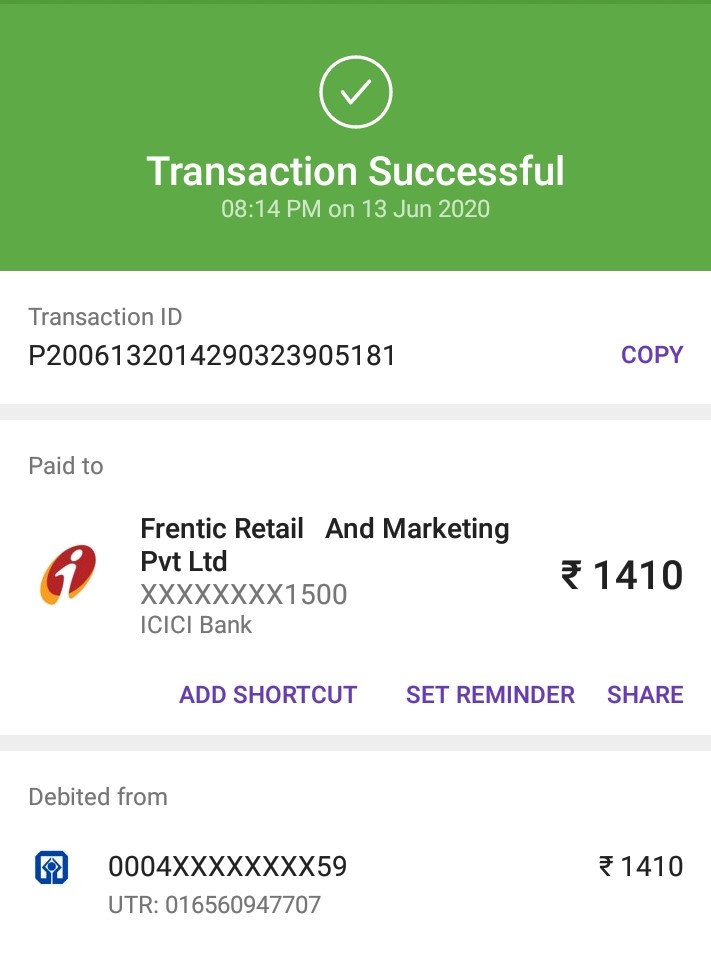 Transaction Successful
08:14 PM on 13 Jun 2020
Transaction ID
P2006132014290323905181
COPY
Paid to
Frentic Retail And Marketing
Pvt Ltd
₹ 1410
XXXXXXXX1500
ICICI Bank
ADD SHORTCUT
SET REMINDER
SHARE
Debited from
0004XXXXXXXX59
₹ 1410
UTR: 016560947707